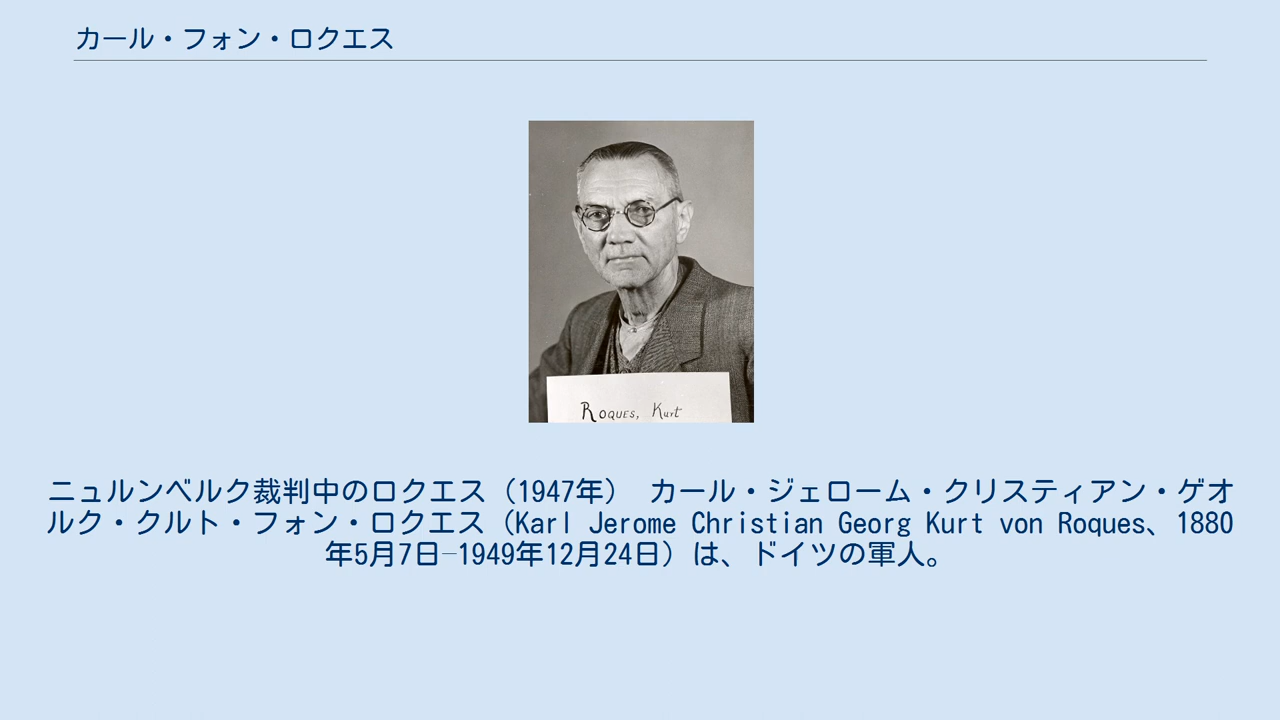 カール・フォン・ロクエス
Roques, Kurt
ニュルンベルク裁判中のロクエス（1947年） カール・ジェローム・クリスティアン・ゲオ
ルク・クルト・フォン・ロクエス（Karl Jerome Christian Georg Kurt von Roques、1880
年5月7日–1949年12月24日）は、ドイツの軍人。